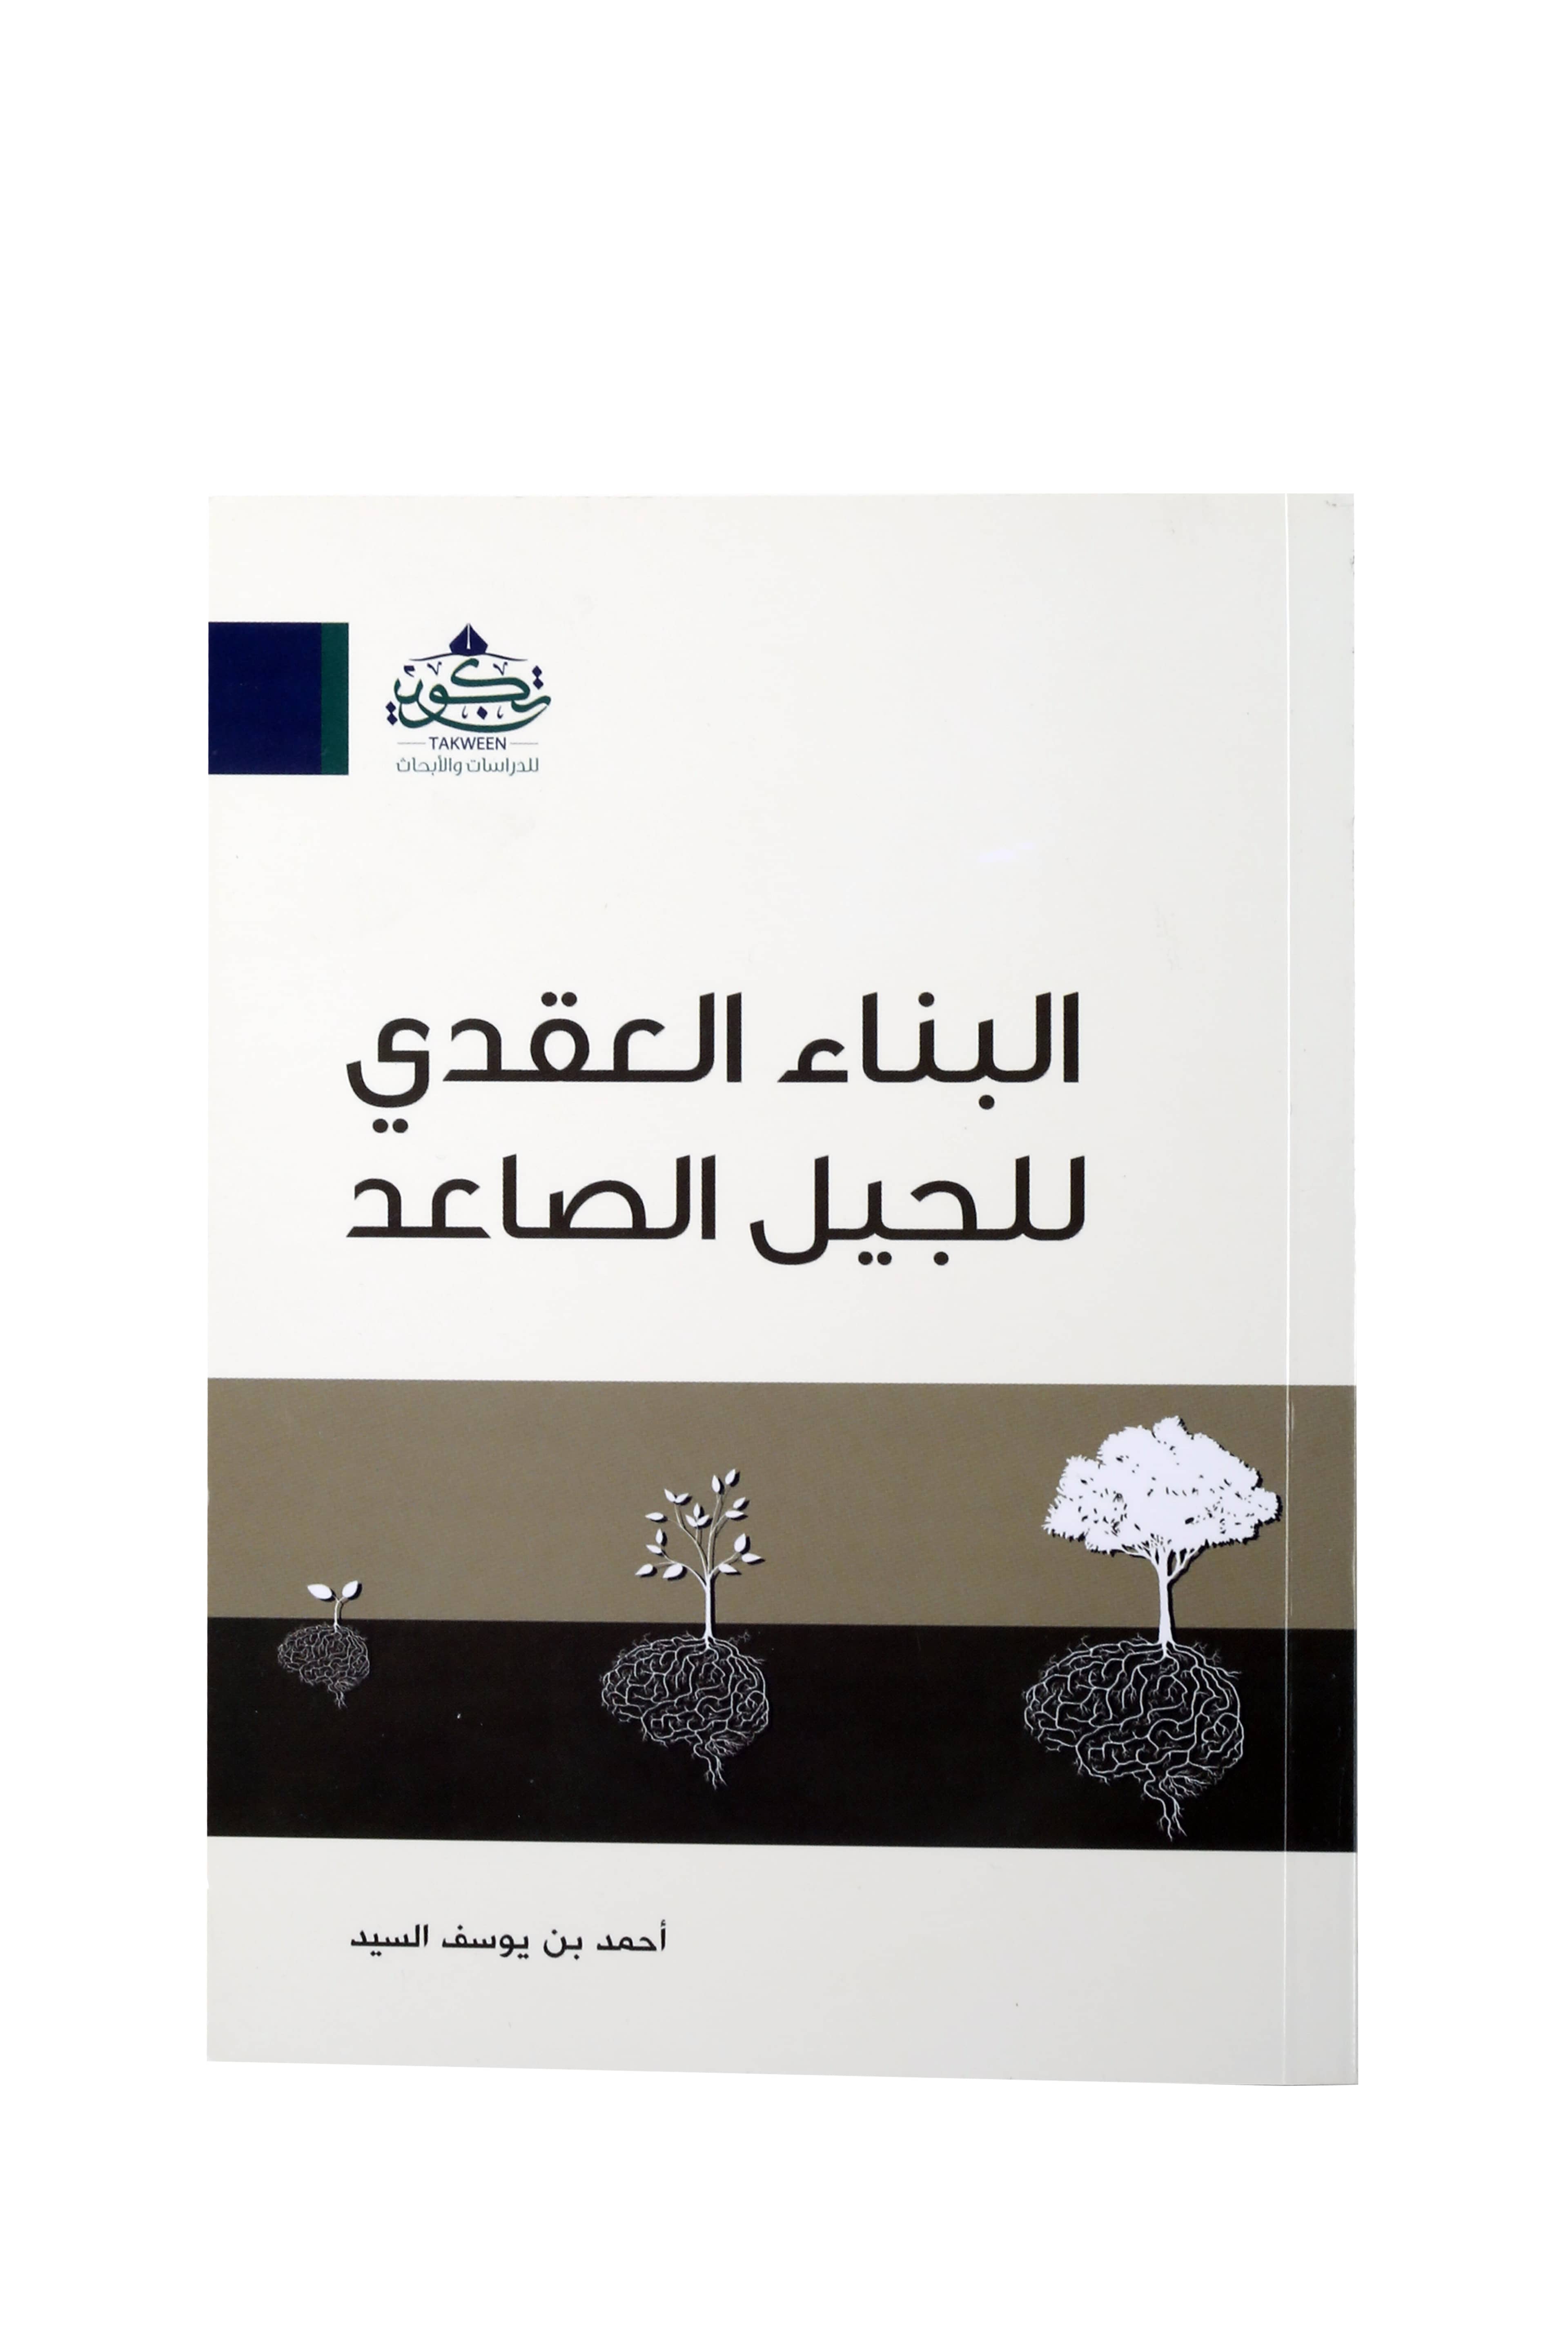 تكوين
TAKWEEN
للدراسات والأبحاث
البناء العقدي
للجيل الصاعد
أحمد بن يوسف السيد